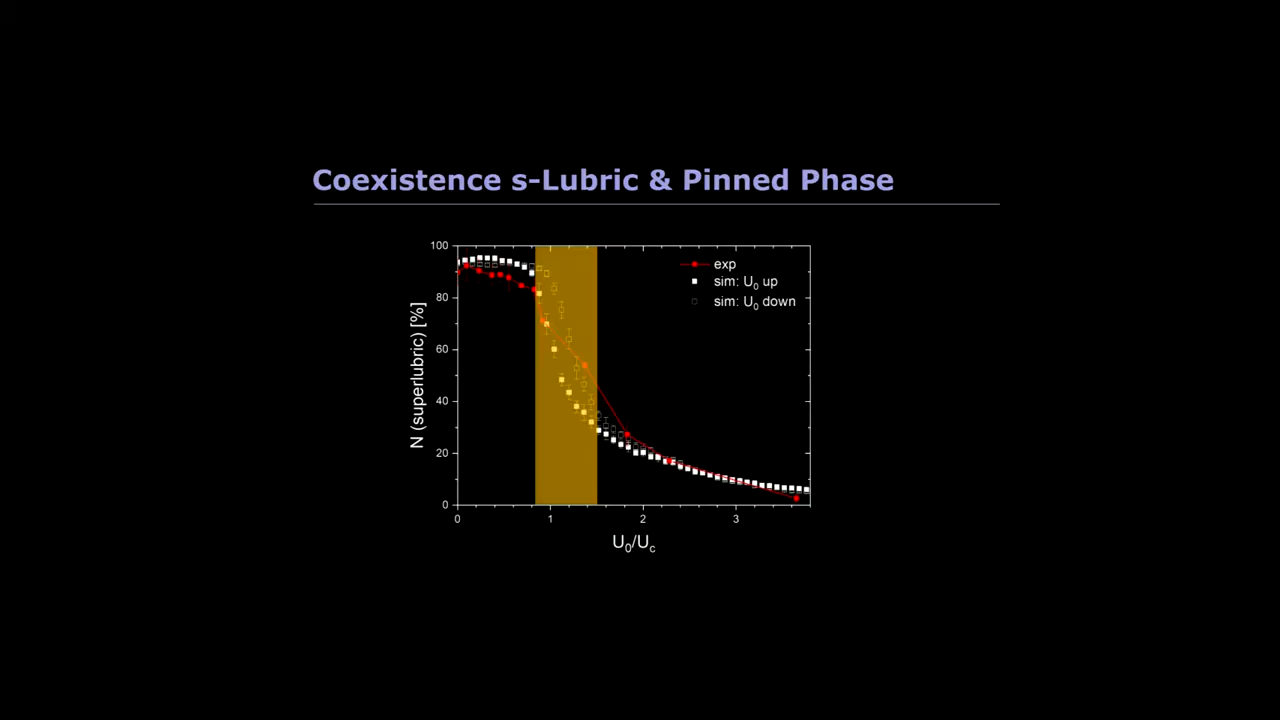 Coexistence s-Lubric & Pinned Phase
100
80
60
40
20
0
N (superlubric) [%]
exp
sim: U0 up
sim: U0 down
0 1 2 3
U0/Uc